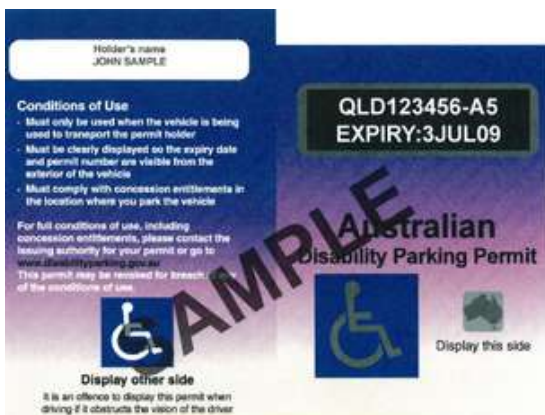 Holder's name
JOHN SAMPLE
Conditions of Use
- Must only be used when the vehicle is being
used to transport the permit holder
- Must be clearly displayed so the expiry date
and permit number are visible from the
exterior of the vehicle
- Must comply with concession entitlements in
the location where you park the vehicle
For full conditions of use, including
concession entitlements, please contact the
issuing authority for your permit or go to
www.disabilityparking.gov.au
This permit may be revoked for breach of any
of the conditions of use.
Display other side
It is an offence to display this permit when
driving if it obstructs the vision of the driver
QLD123456-A5
EXPIRY:3JUL09
Australian
Disability Parking Permit
Display this side
SAMPLE